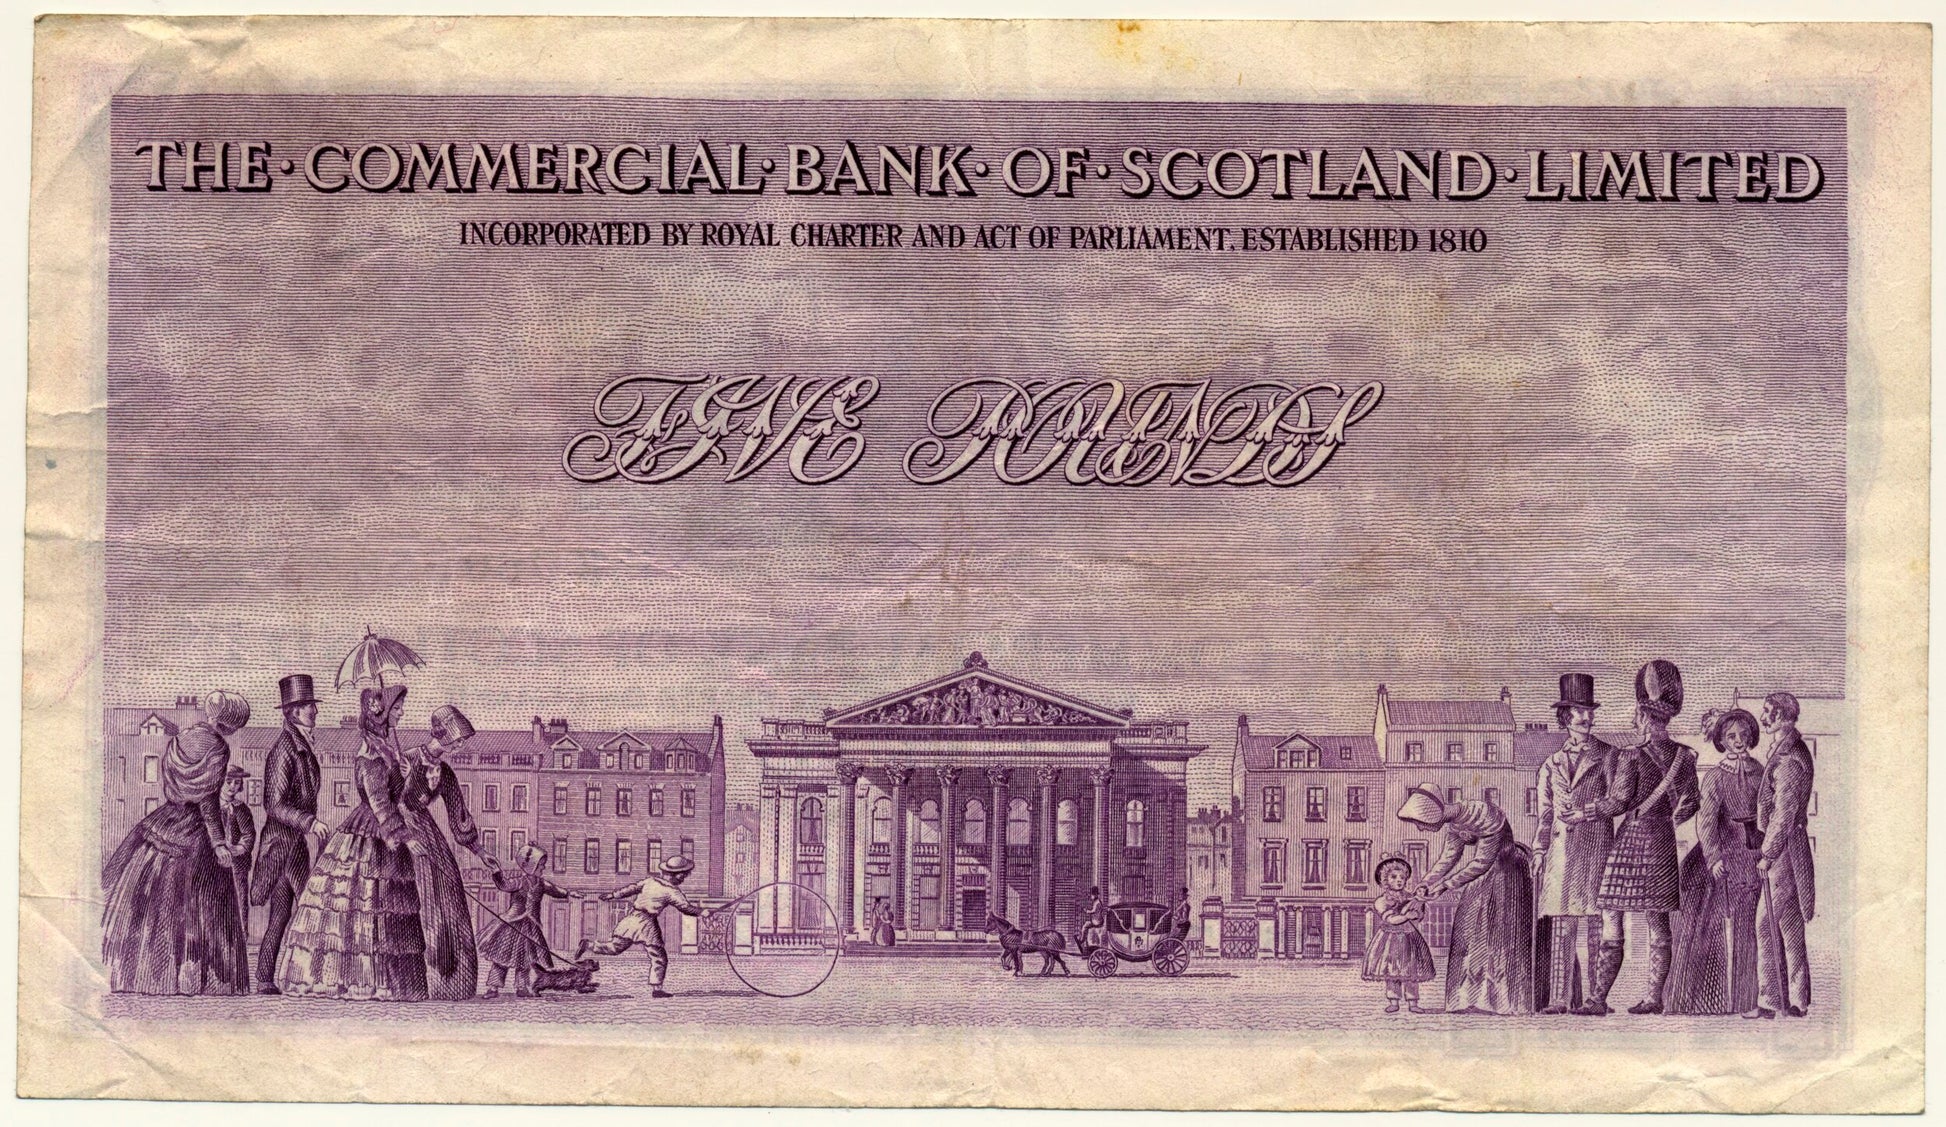 THE·COMMERCIAL·BANK·OF·SCOTLAND·LIMITED
INCORPORATED BY ROYAL CHARTER AND ACT OF PARLIAMENT, ESTABLISHED 1810
FIVE POUNDS